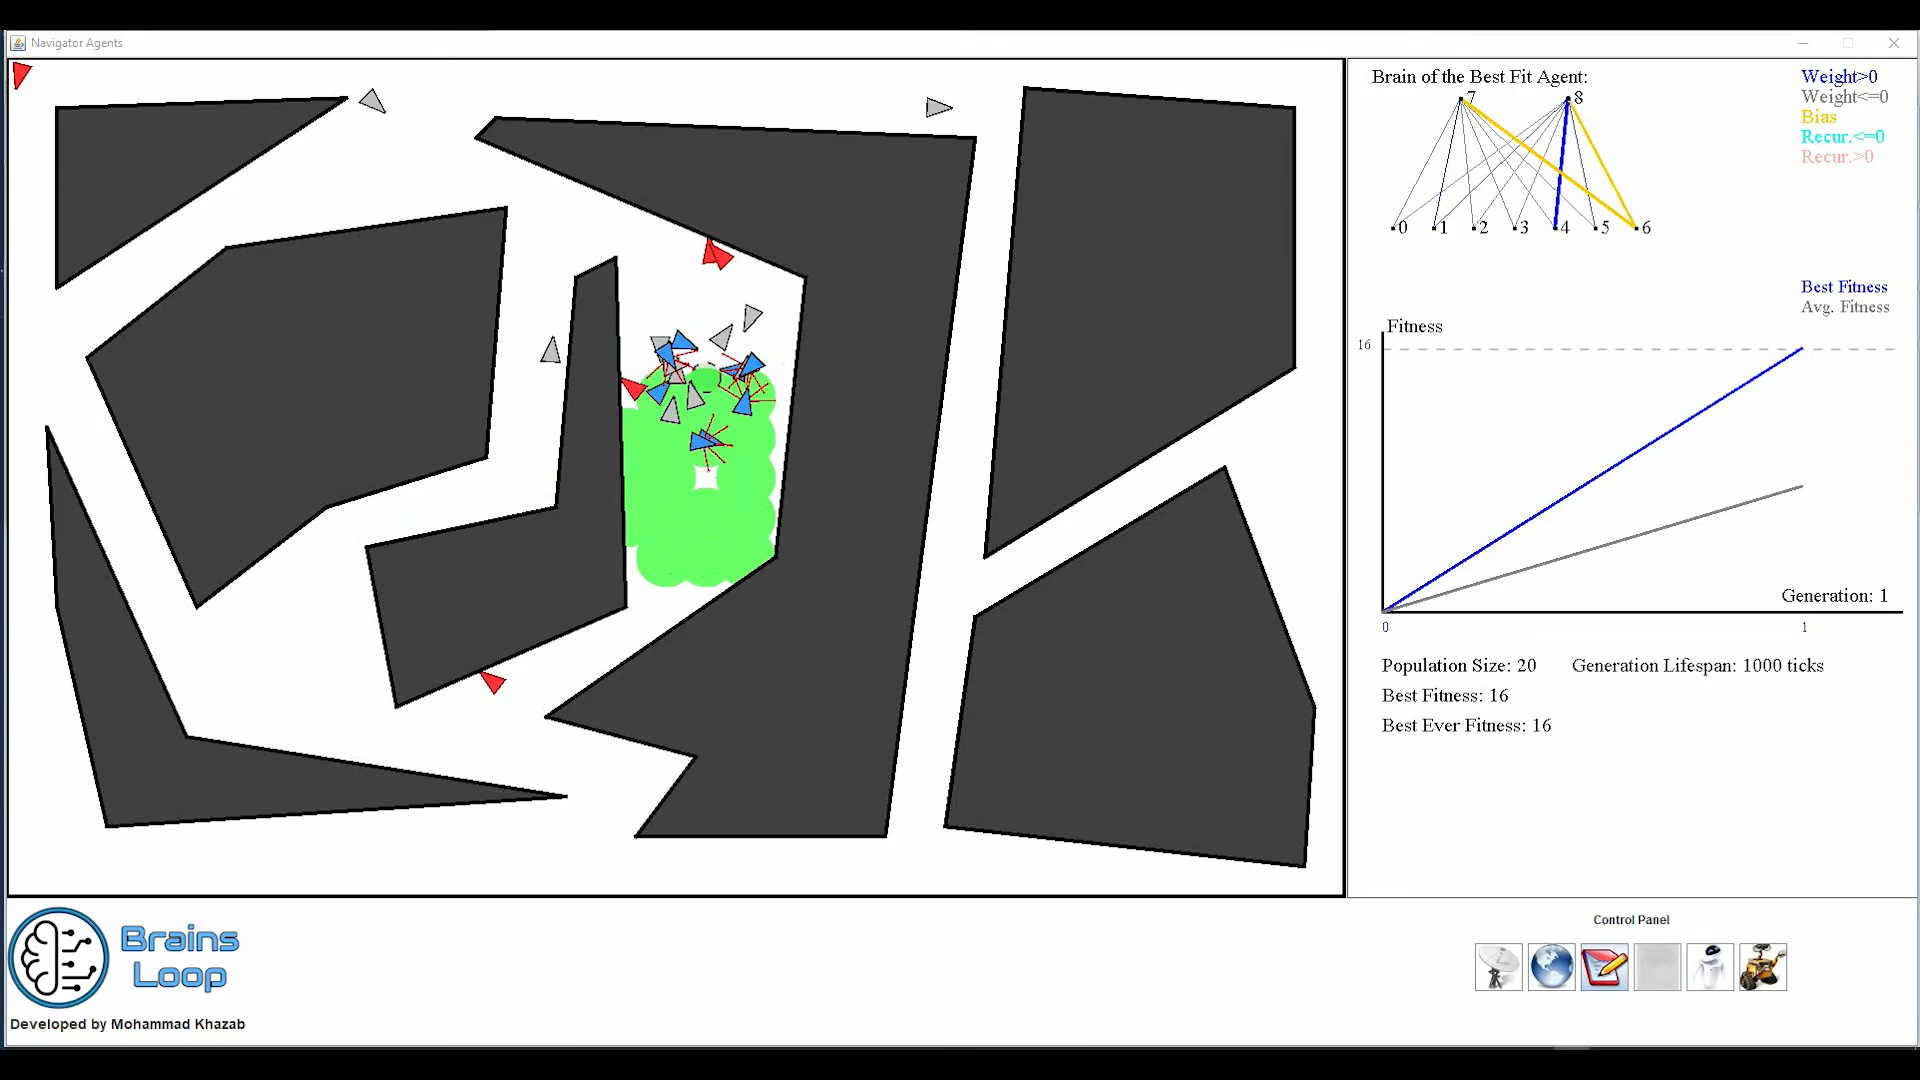 Navigator Agents
Brain of the Best Fit Agent:
Weight>0
Weight<=0
Bias
Recur.<=0
Recur.>0
7 8
0 1 2 3 4 5 6
Best Fitness
Avg. Fitness
Fitness
16
Generation: 1
0 1
Population Size: 20 Generation Lifespan: 1000 ticks
Best Fitness: 16
Best Ever Fitness: 16
Control Panel
Brains
Loop
Developed by Mohammad Khazab